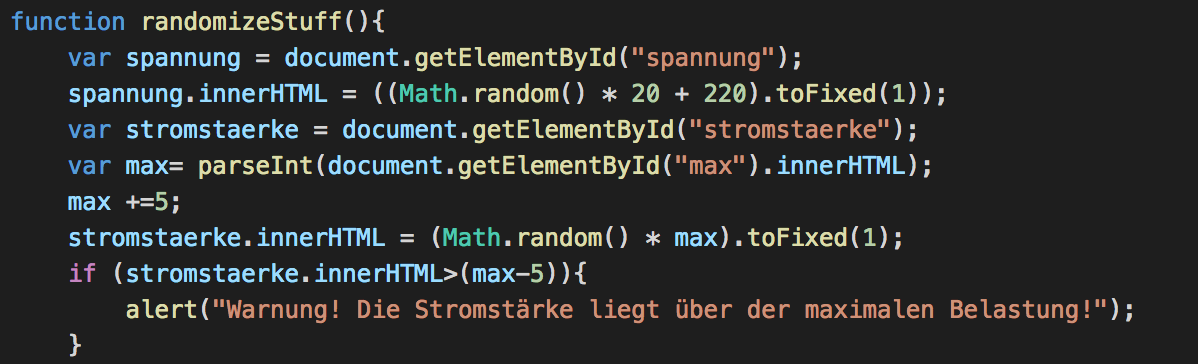 function randomizeStuff(){
    var spannung = document.getElementById("spannung");
    spannung.innerHTML = ((Math.random() * 20 + 220).toFixed(1));
    var stromstaerke = document.getElementById("stromstaerke");
    var max= parseInt(document.getElementById("max").innerHTML);
    max +=5;
    stromstaerke.innerHTML = (Math.random() * max).toFixed(1);
    if (stromstaerke.innerHTML>(max-5)){
        alert("Warnung! Die Stromstärke liegt über der maximalen Belastung!");
    }